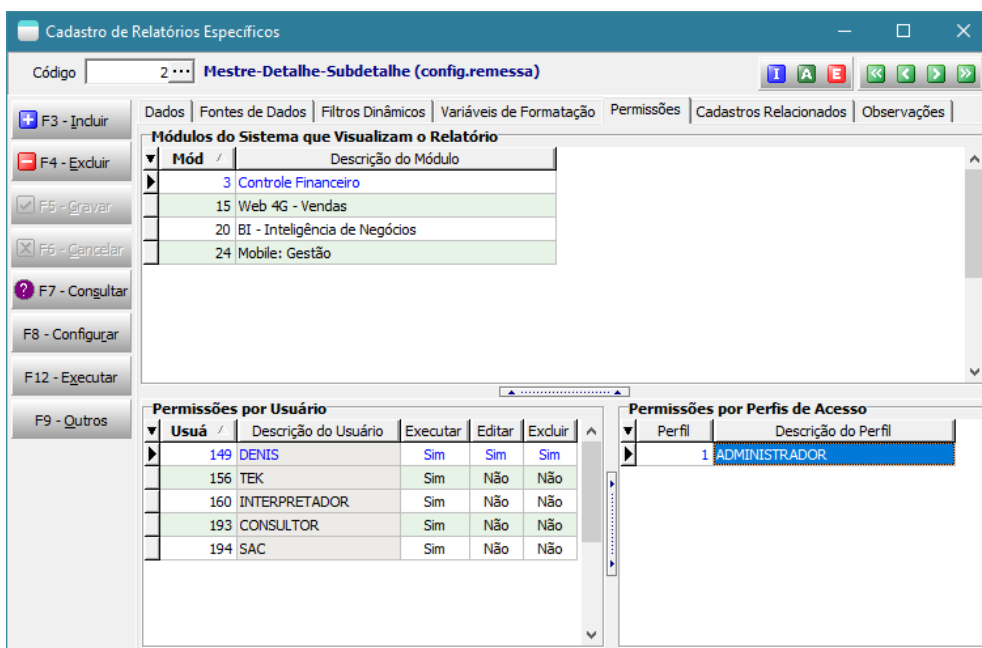 Cadastro de Relatórios Específicos
Código 2 ... Mestre-Detalhe-Subdetalhe (config.remessa) I A E
F3 - Incluir
F4 - Excluir
F5 - Gravar
F6 - Cancelar
F7 - Consultar
F8 - Configurar
F12 - Executar
F9 - Outros
Dados Fontes de Dados Filtros Dinâmicos Variáveis de Formatação Permissões Cadastros Relacionados Observações
Módulos do Sistema que Visualizam o Relatório
Mód Descrição do Módulo
3 Controle Financeiro
15 Web 4G - Vendas
20 BI - Inteligência de Negócios
24 Mobile: Gestão
Permissões por Usuário
Usuá Descrição do Usuário Executar Editar Excluir
149 DENIS Sim Sim Sim
156 TEK Sim Não Não
160 INTERPRETADOR Sim Não Não
193 CONSULTOR Sim Não Não
194 SAC Sim Não Não
Permissões por Perfis de Acesso
Perfil Descrição do Perfil
1 ADMINISTRADOR